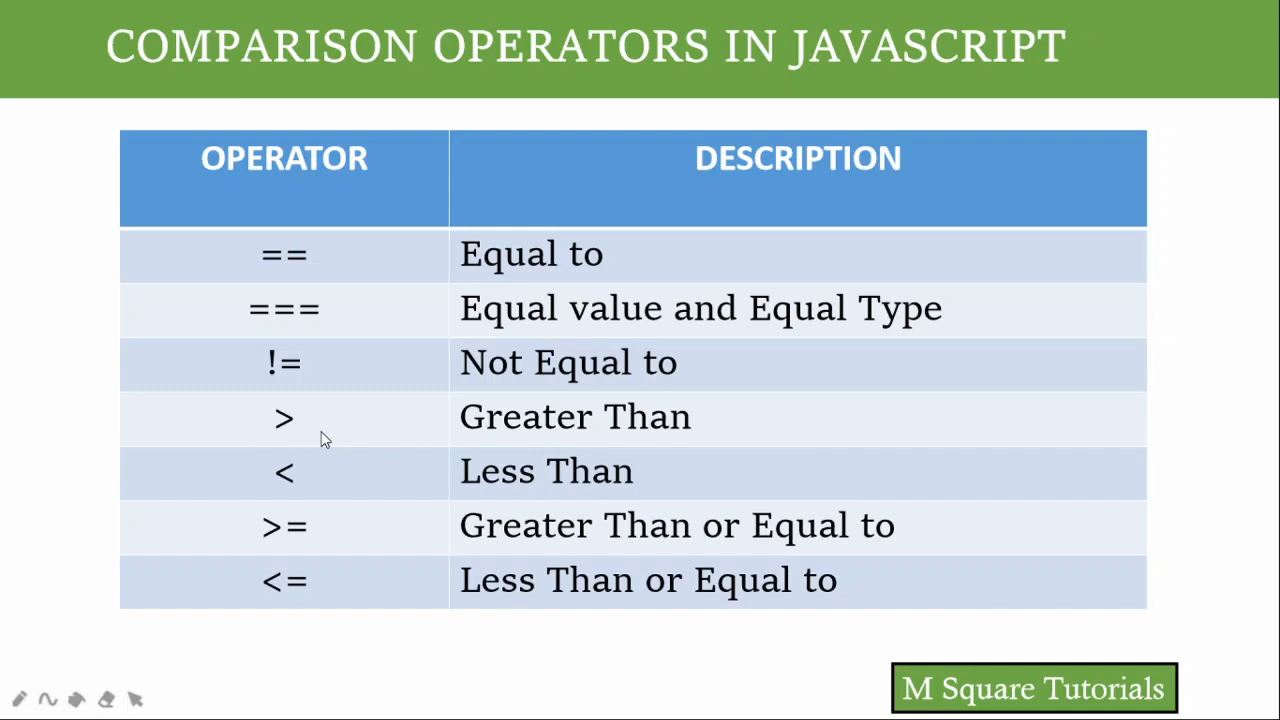 COMPARISON OPERATORS IN JAVASCRIPT
OPERATOR DESCRIPTION
== Equal to
=== Equal value and Equal Type
!= Not Equal to
> Greater Than
< Less Than
>= Greater Than or Equal to
<= Less Than or Equal to
M Square Tutorials